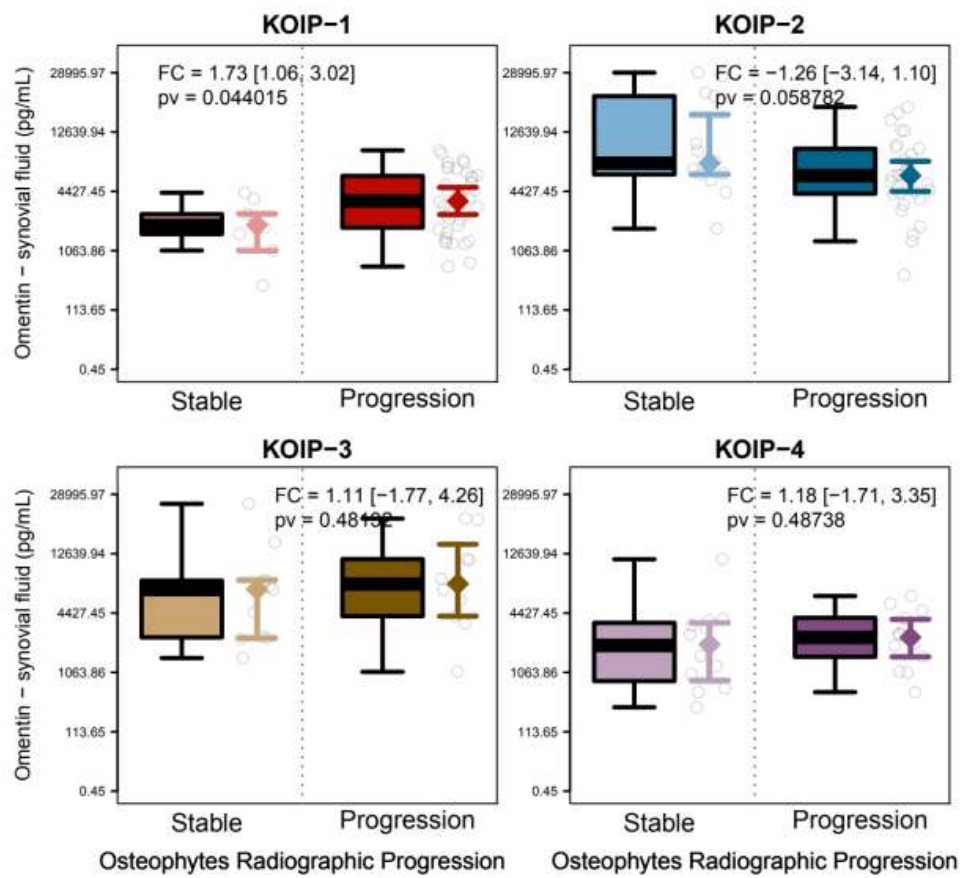 KOIP−1
KOIP−2
Omentin − synovial fluid (pg/mL)
28995.97
12639.94
4427.45
1063.86
113.65
0.45
FC = 1.73 [1.06, 3.02]
pv = 0.044015
Stable
Progression
28995.97
12639.94
4427.45
1063.86
113.65
0.45
FC = −1.26 [−3.14, 1.10]
pv = 0.058782
Stable
Progression
KOIP−3
KOIP−4
Omentin − synovial fluid (pg/mL)
28995.97
12639.94
4427.45
1063.86
113.65
0.45
FC = 1.11 [−1.77, 4.26]
pv = 0.48132
Stable
Progression
28995.97
12639.94
4427.45
1063.86
113.65
0.45
FC = 1.18 [−1.71, 3.35]
pv = 0.48738
Stable
Progression
Osteophytes Radiographic Progression
Osteophytes Radiographic Progression